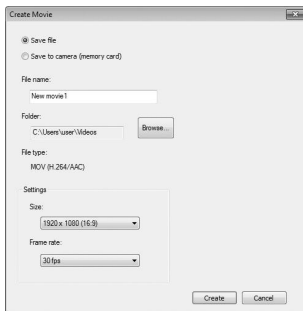 Create Movie
Save file
Save to camera (memory card)
File name:
New movie1
Folder:
C:\Users\user\Videos
Browse...
File type:
MOV (H.264/AAC)
Settings
Size:
1920 x 1080 (16:9)
Frame rate:
30 fps
Create
Cancel